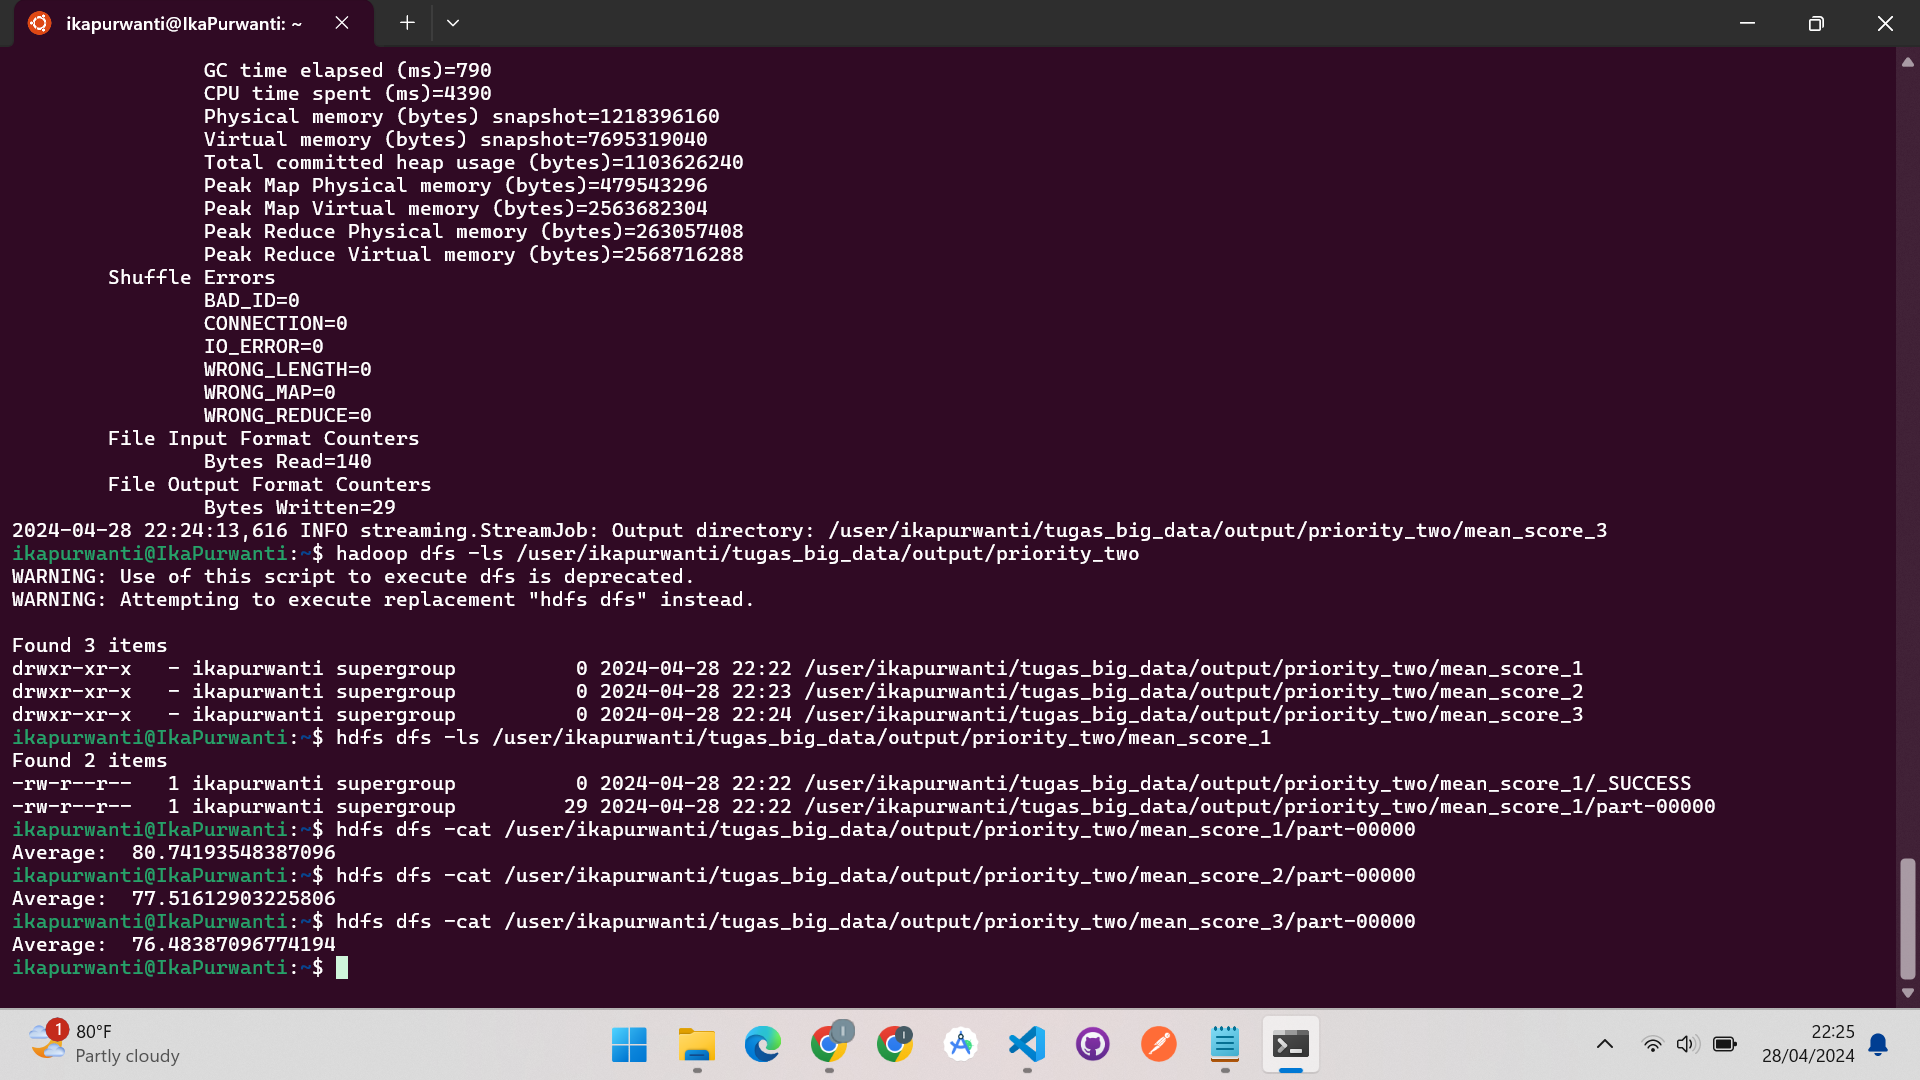 ikapurwanti@IkaPurwanti: ~
GC time elapsed (ms)=790
CPU time spent (ms)=4390
Physical memory (bytes) snapshot=1218396160
Virtual memory (bytes) snapshot=7695319040
Total committed heap usage (bytes)=1103626240
Peak Map Physical memory (bytes)=479543296
Peak Map Virtual memory (bytes)=2563682304
Peak Reduce Physical memory (bytes)=263057408
Peak Reduce Virtual memory (bytes)=2568716288
Shuffle Errors
BAD_ID=0
CONNECTION=0
IO_ERROR=0
WRONG_LENGTH=0
WRONG_MAP=0
WRONG_REDUCE=0
File Input Format Counters
Bytes Read=140
File Output Format Counters
Bytes Written=29
2024-04-28 22:24:13,616 INFO streaming.StreamJob: Output directory: /user/ikapurwanti/tugas_big_data/output/priority_two/mean_score_3
ikapurwanti@IkaPurwanti:~$ hadoop dfs -ls /user/ikapurwanti/tugas_big_data/output/priority_two
WARNING: Use of this script to execute dfs is deprecated.
WARNING: Attempting to execute replacement "hdfs dfs" instead.
Found 3 items
drwxr-xr-x   - ikapurwanti supergroup          0 2024-04-28 22:22 /user/ikapurwanti/tugas_big_data/output/priority_two/mean_score_1
drwxr-xr-x   - ikapurwanti supergroup          0 2024-04-28 22:23 /user/ikapurwanti/tugas_big_data/output/priority_two/mean_score_2
drwxr-xr-x   - ikapurwanti supergroup          0 2024-04-28 22:24 /user/ikapurwanti/tugas_big_data/output/priority_two/mean_score_3
ikapurwanti@IkaPurwanti:~$ hdfs dfs -ls /user/ikapurwanti/tugas_big_data/output/priority_two/mean_score_1
Found 2 items
-rw-r--r--   1 ikapurwanti supergroup          0 2024-04-28 22:22 /user/ikapurwanti/tugas_big_data/output/priority_two/mean_score_1/_SUCCESS
-rw-r--r--   1 ikapurwanti supergroup         29 2024-04-28 22:22 /user/ikapurwanti/tugas_big_data/output/priority_two/mean_score_1/part-00000
ikapurwanti@IkaPurwanti:~$ hdfs dfs -cat /user/ikapurwanti/tugas_big_data/output/priority_two/mean_score_1/part-00000
Average:  80.74193548387096
ikapurwanti@IkaPurwanti:~$ hdfs dfs -cat /user/ikapurwanti/tugas_big_data/output/priority_two/mean_score_2/part-00000
Average:  77.51612903225806
ikapurwanti@IkaPurwanti:~$ hdfs dfs -cat /user/ikapurwanti/tugas_big_data/output/priority_two/mean_score_3/part-00000
Average:  76.48387096774194
ikapurwanti@IkaPurwanti:~$
1
80°F
Partly cloudy
22:25
28/04/2024